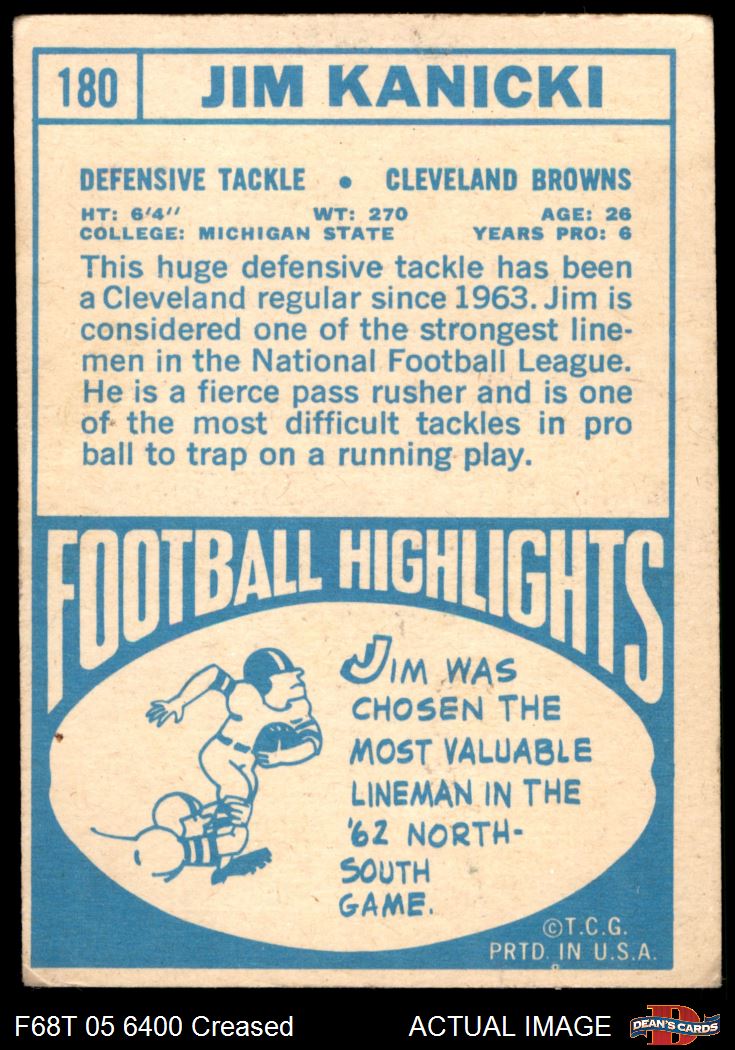 180 JIM KANICKI
DEFENSIVE TACKLE • CLEVELAND BROWNS
HT: 6'4'' WT: 270 AGE: 26
COLLEGE: MICHIGAN STATE YEARS PRO: 6
This huge defensive tackle has been
a Cleveland regular since 1963. Jim is
considered one of the strongest line-
men in the National Football League.
He is a fierce pass rusher and is one
of the most difficult tackles in pro
ball to trap on a running play.
FOOTBALL HIGHLIGHTS
JIM WAS
CHOSEN THE
MOST VALUABLE
LINEMAN IN THE
'62 NORTH-
SOUTH
GAME.
©T.C.G.
PRTD. IN U.S.A.
F68T 05 6400 Creased ACTUAL IMAGE D DEAN'S CARDS